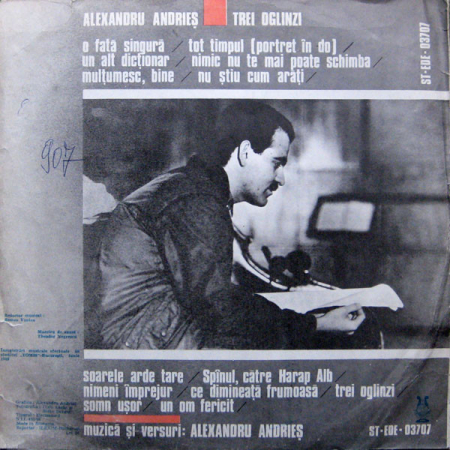 ALEXANDRU ANDRIEȘ TREI OGLINZI
o fată singură / tot timpul [portret în do] /
un alt dicționar / nimic nu te mai poate schimba /
mulțumesc, bine / nu știu cum arăți /
ST-EDE-03707
907
soarele arde tare / Spînul, către Harap Alb /
nimeni împrejur / ce dimineață frumoasă / trei oglinzi
somn ușor / un om fericit /
muzică și versuri: ALEXANDRU ANDRIEȘ ST-EDE-03707